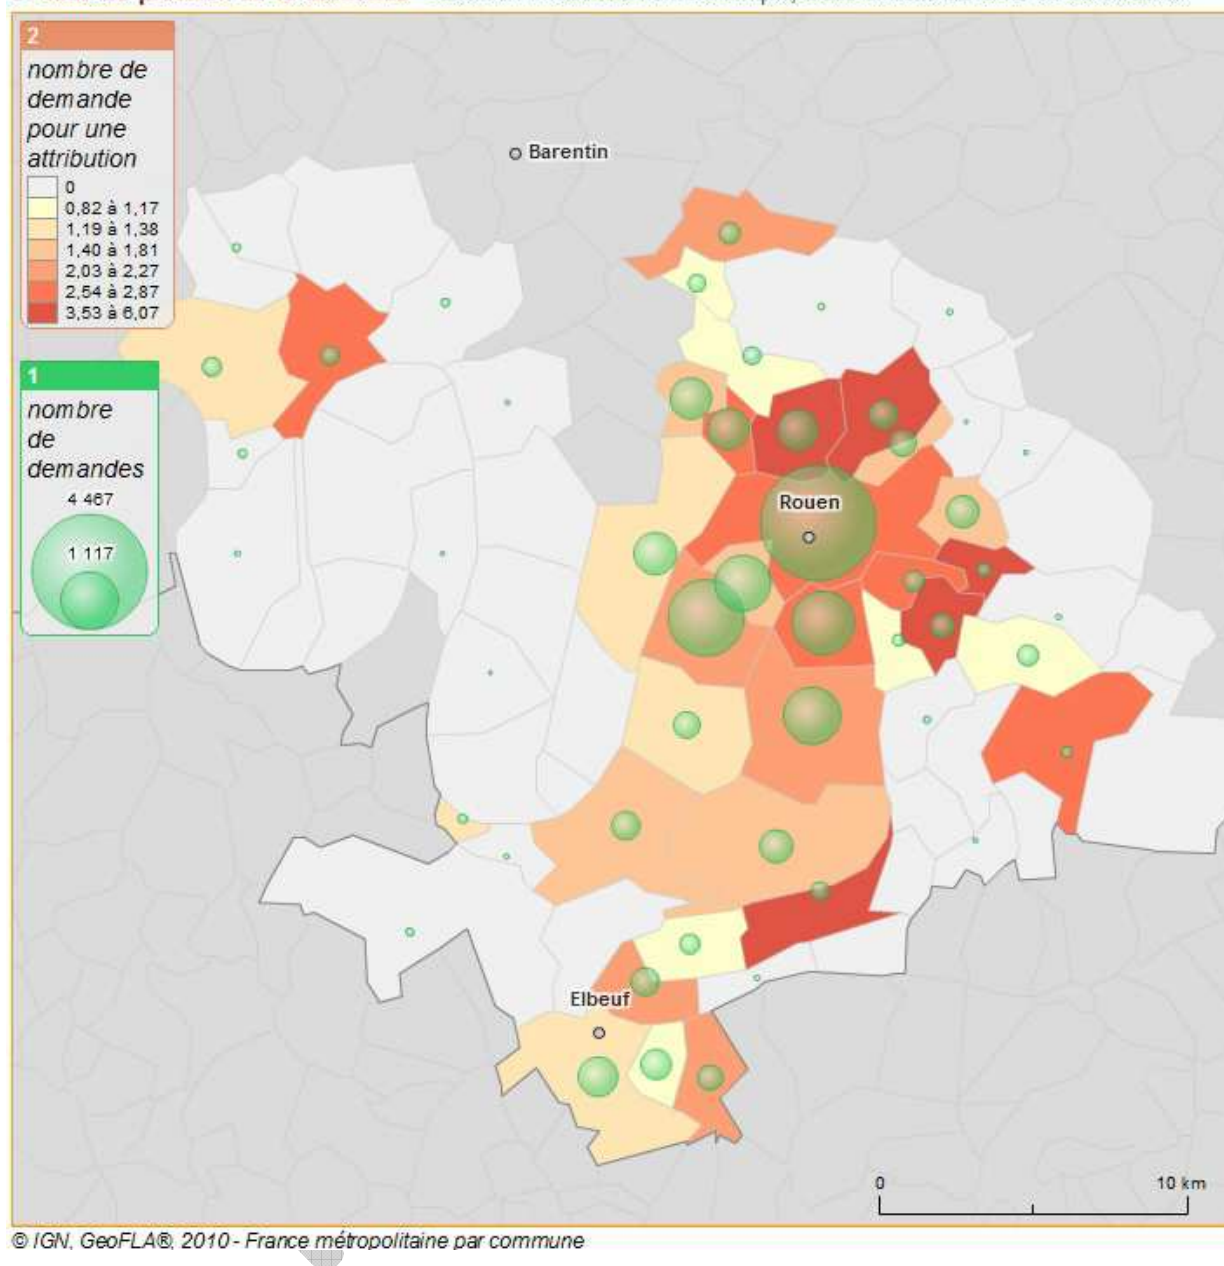 2
nombre de
demande
pour une
attribution
0
0.82 à 1,17
1,19 à 1,38
1,40 à 1,81
2,03 à 2,27
2,54 à 2,87
3,53 à 6,07
1
nombre
de
demandes
4 467
1 117
Barentin
Rouen
Elbeuf
0 10 km
© IGN, GeoFLA®, 2010 - France métropolitaine par commune